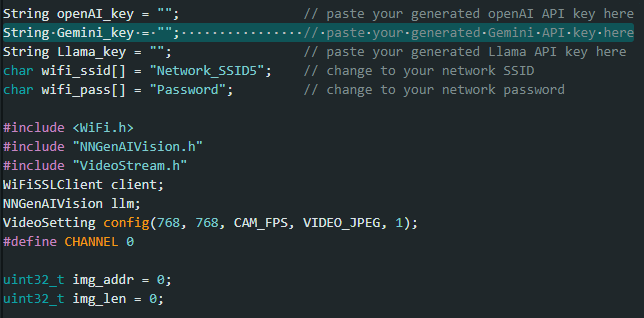 String openAI_key = "";                // paste your generated openAI API key here
String Gemini_key = "";                // paste your generated Gemini API key here
String Llama_key = "";                 // paste your generated Llama API key here
char wifi_ssid[] = "Network_SSID5";    // change to your network SSID
char wifi_pass[] = "Password";         // change to your network password
#include <WiFi.h>
#include "NNGenAIVision.h"
#include "VideoStream.h"
WiFiSSLClient client;
NNGenAIVision llm;
VideoSetting config(768, 768, CAM_FPS, VIDEO_JPEG, 1);
#define CHANNEL 0
uint32_t img_addr = 0;
uint32_t img_len = 0;